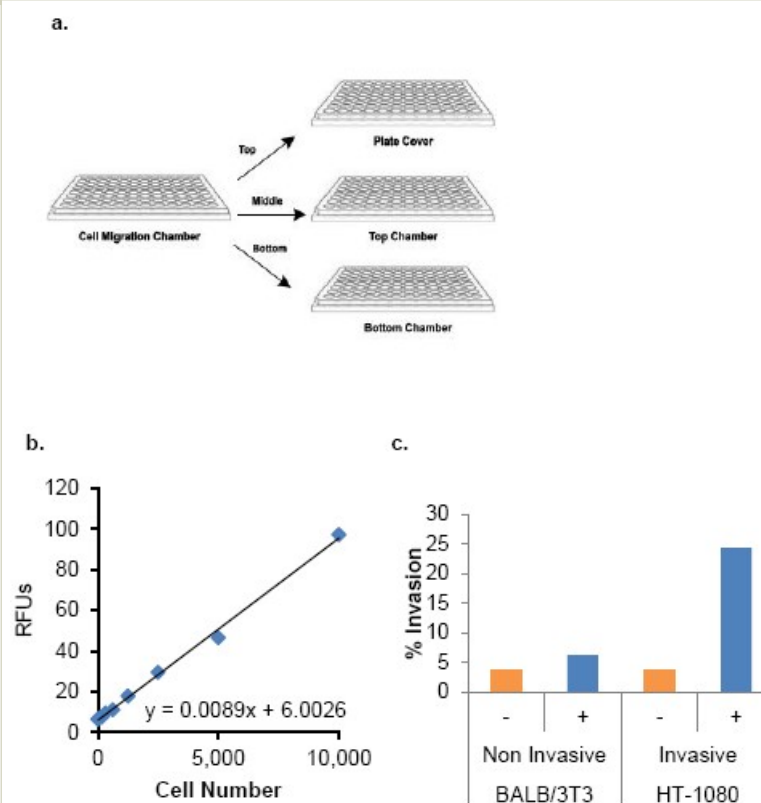 a.
Top
Plate Cover
Middle
Cell Migration Chamber
Top Chamber
Bottom
Bottom Chamber
b.
120
100
80
60
40
20
0
RFUs
y = 0.0089x + 6.0026
0 5,000 10,000
Cell Number
c.
30
25
20
15
10
5
0
% Invasion
- + - +
Non Invasive Invasive
BALB/3T3 HT-1080